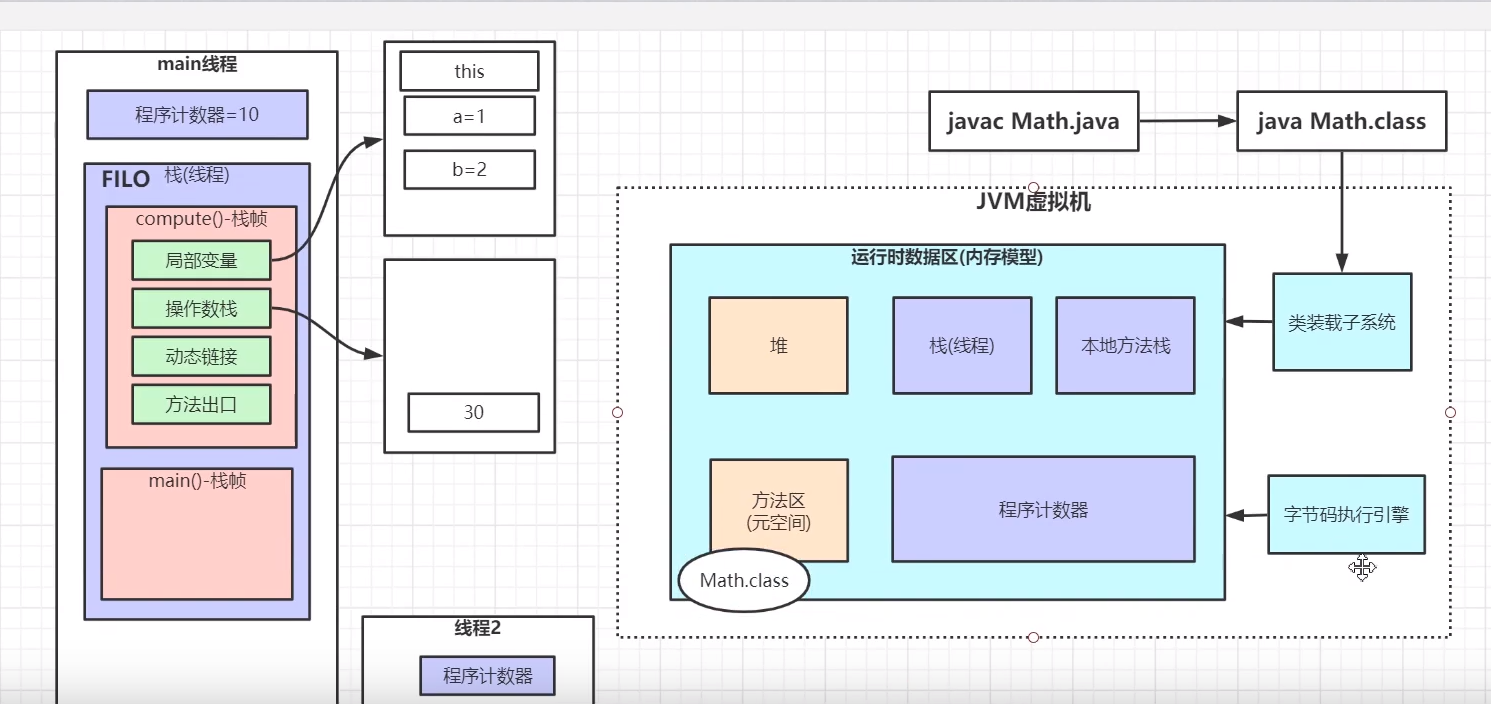 main线程
程序计数器=10
FILO 栈(线程)
compute()-栈帧
局部变量
操作数栈
动态链接
方法出口
main()-栈帧
this
a=1
b=2
30
线程2
程序计数器
javac Math.java
java Math.class
JVM虚拟机
运行时数据区(内存模型)
堆
栈(线程)
本地方法栈
方法区
(元空间)
程序计数器
Math.class
类装载子系统
字节码执行引擎